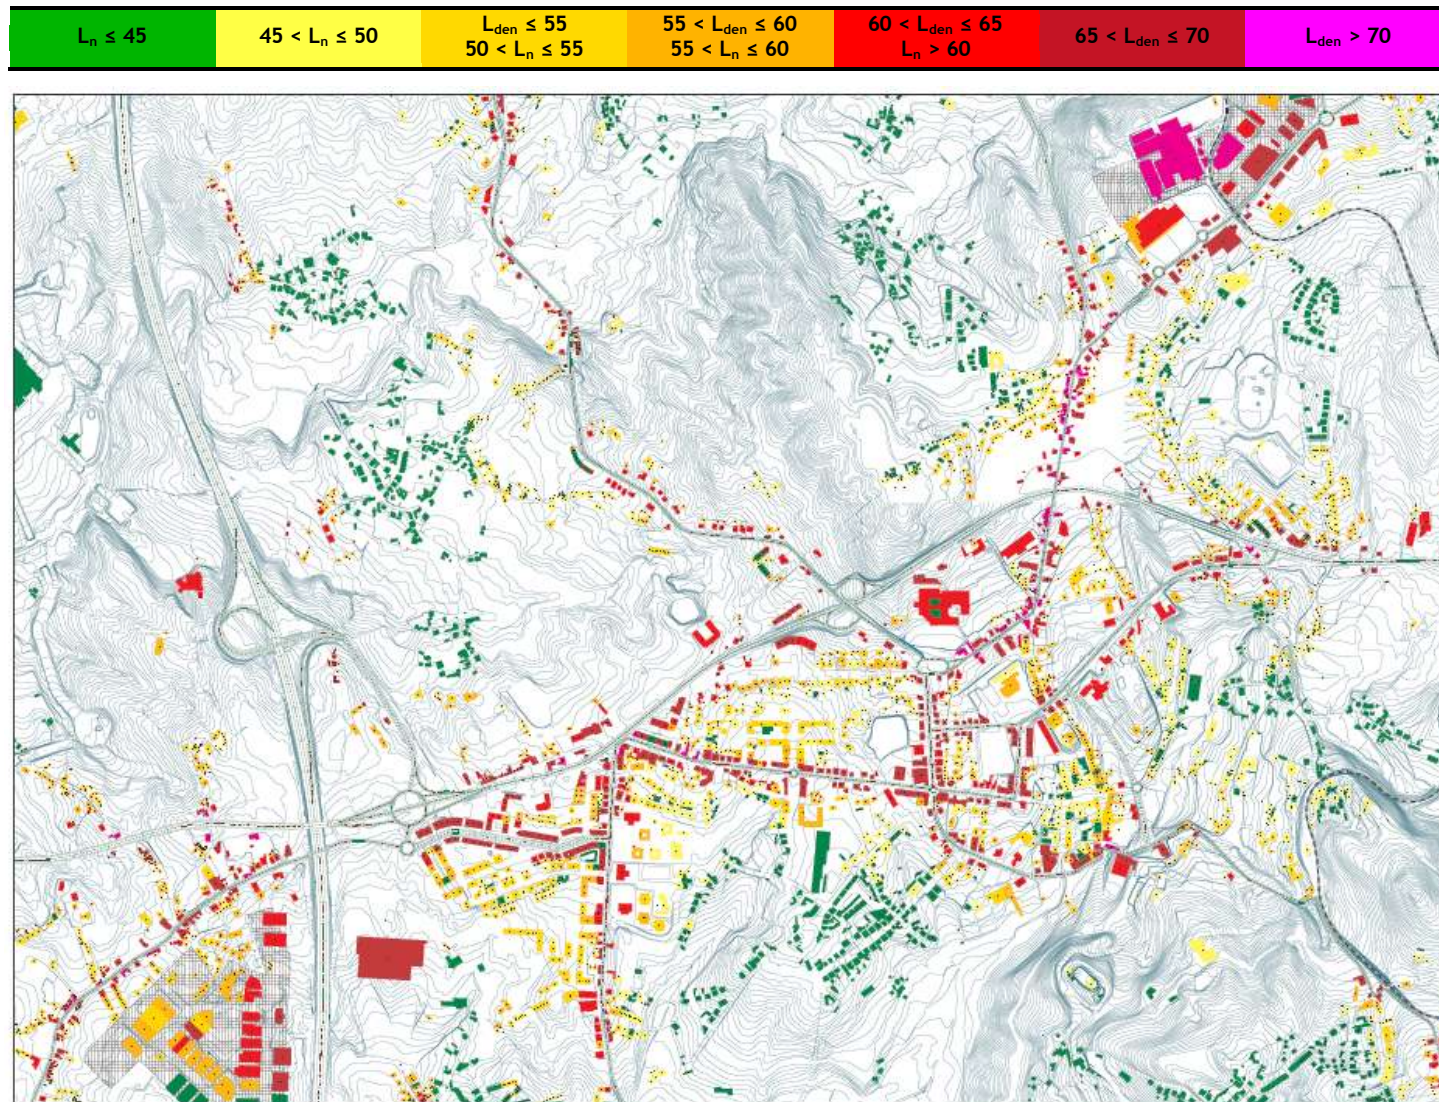 Ln ≤ 45
45 < Ln ≤ 50
Lden ≤ 55
50 < Ln ≤ 55
55 < Lden ≤ 60
55 < Ln ≤ 60
60 < Lden ≤ 65
Ln > 60
65 < Lden ≤ 70
Lden > 70